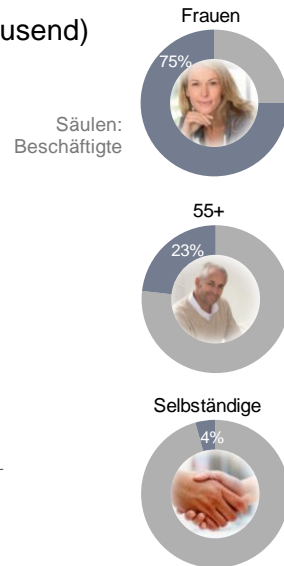 usend)
Frauen
75%
Säulen:
Beschäftigte
55+
23%
Selbständige
4%